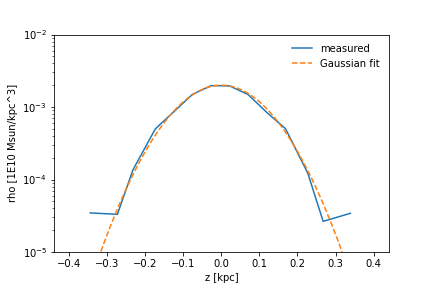 10^-2
10^-3
10^-4
10^-5
rho [1E10 Msun/kpc^3]
measured
Gaussian fit
−0.4 −0.3 −0.2 −0.1 0.0 0.1 0.2 0.3 0.4
z [kpc]